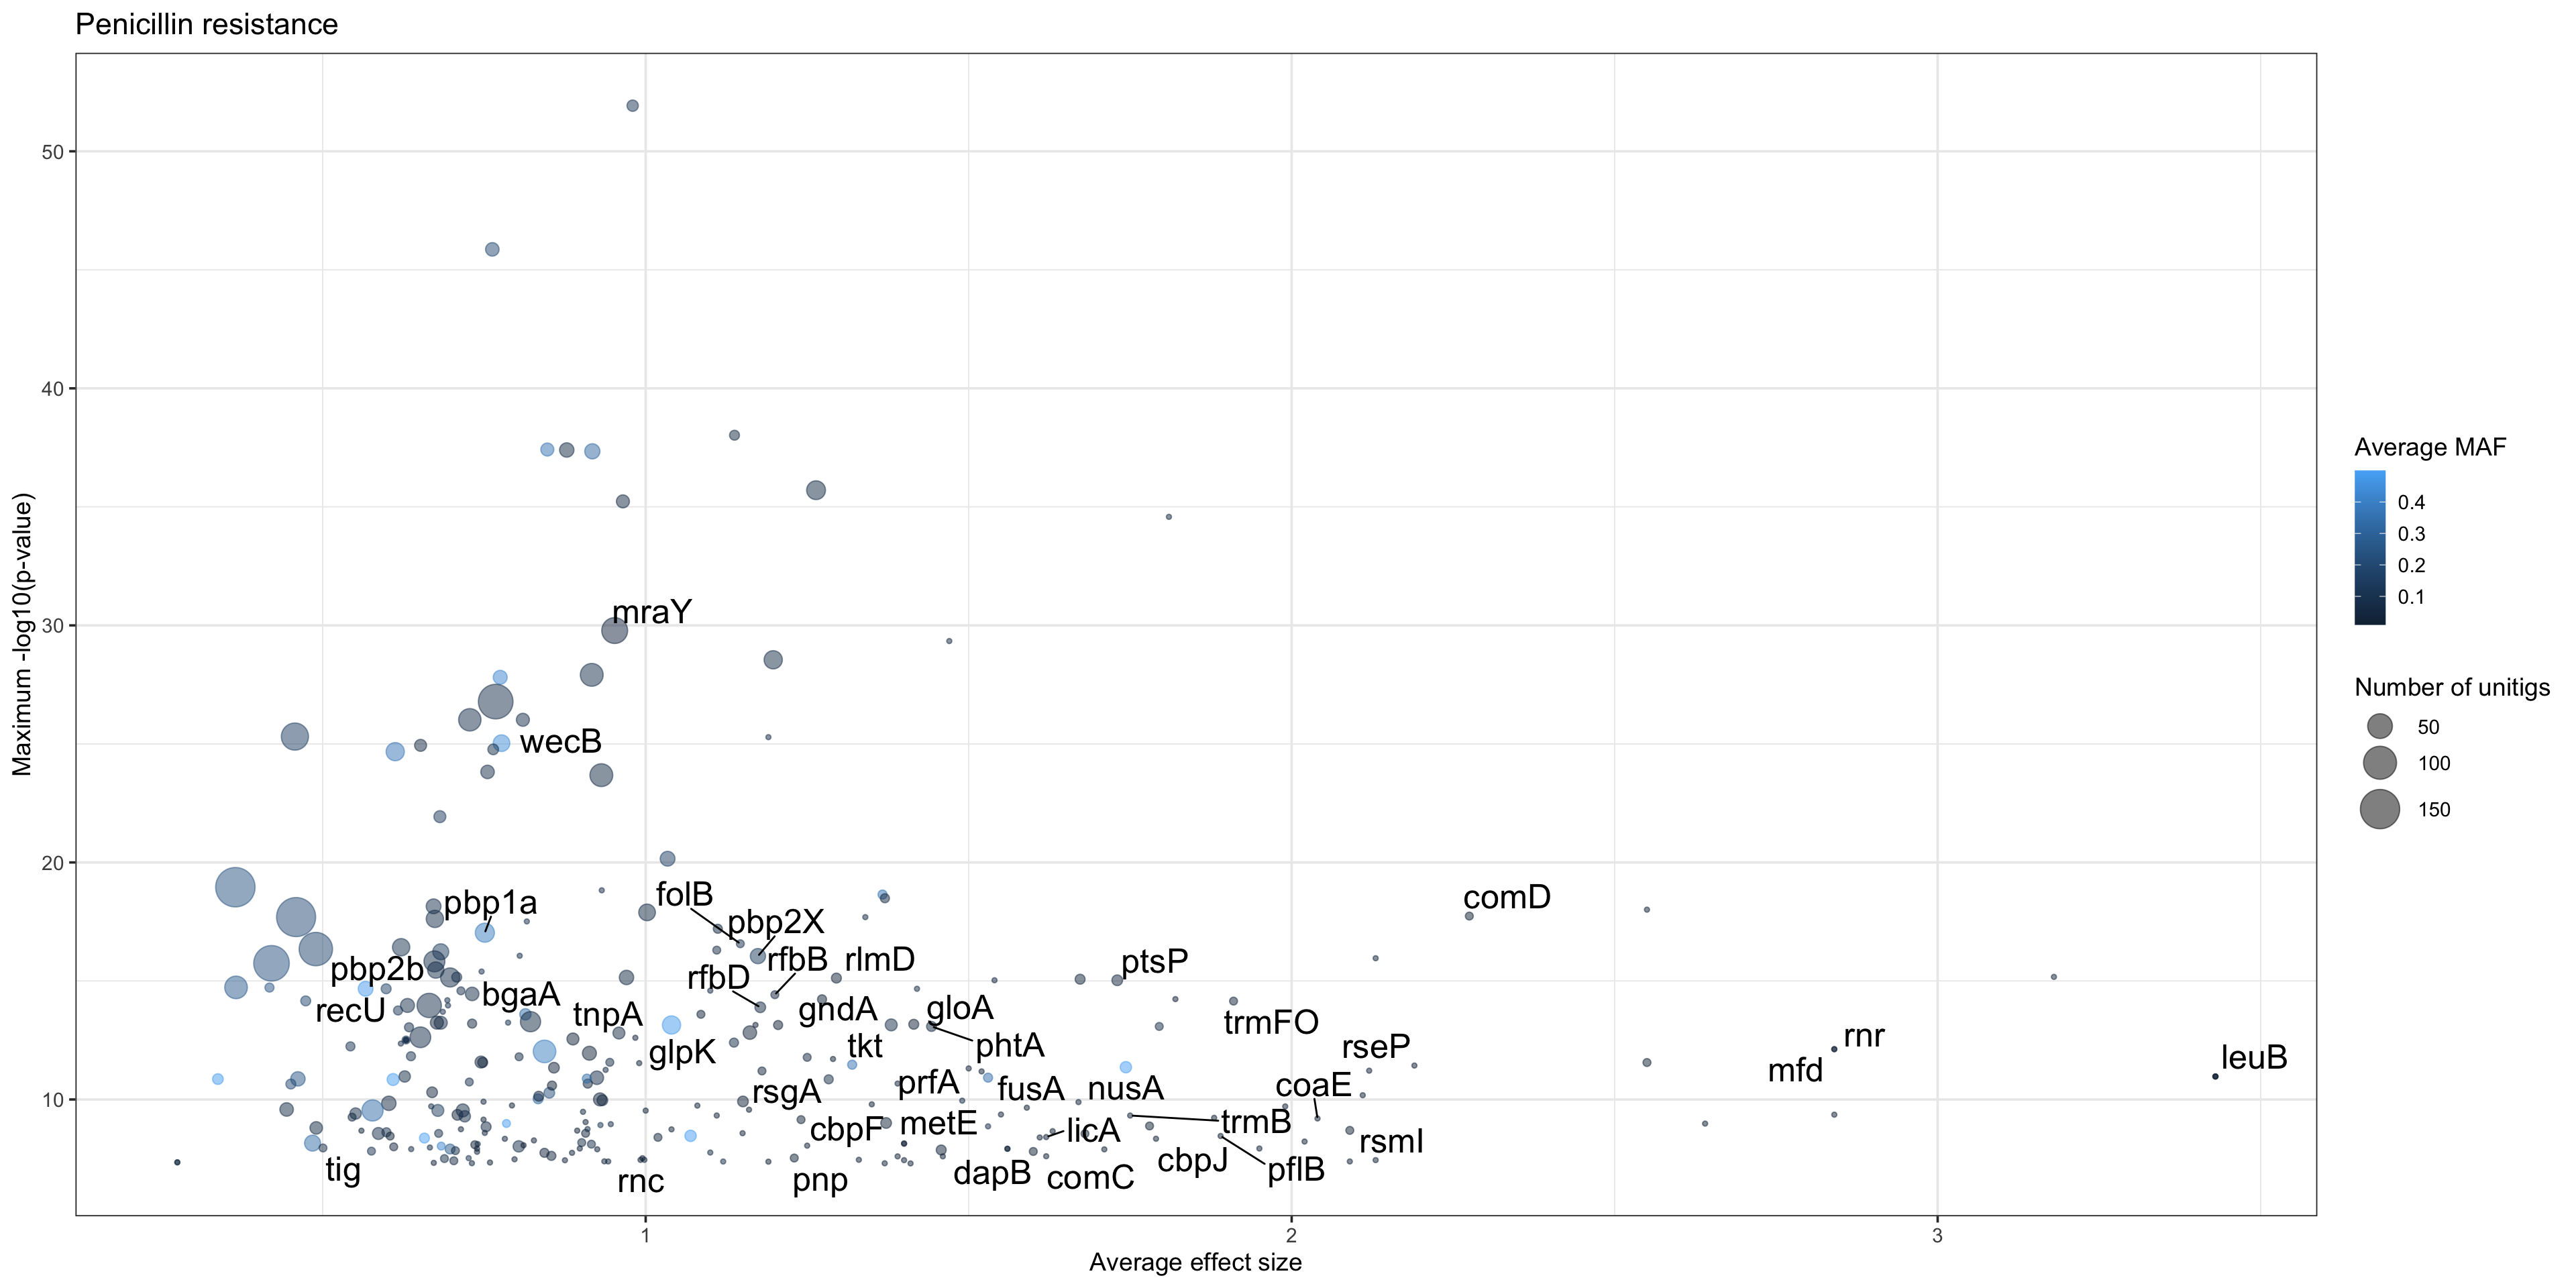 Penicillin resistance
Maximum -log10(p-value)
50
40
30
20
10
mraY
wecB
pbp1a
folB
comD
pbp2X
pbp2b
rfbD
rfbB
rlmD
ptsP
recU
bgaA
tnpA
gndA
gloA
trmFO
glpK
tkt
phtA
rseP
rnr
mfd
leuB
rsgA
prfA
fusA
nusA
coaE
cbpF
metE
licA
trmB
rsmI
tig
rnc
pnp
dapB
comC
cbpJ
pflB
1
2
3
Average effect size
Average MAF
0.4
0.3
0.2
0.1
Number of unitigs
50
100
150